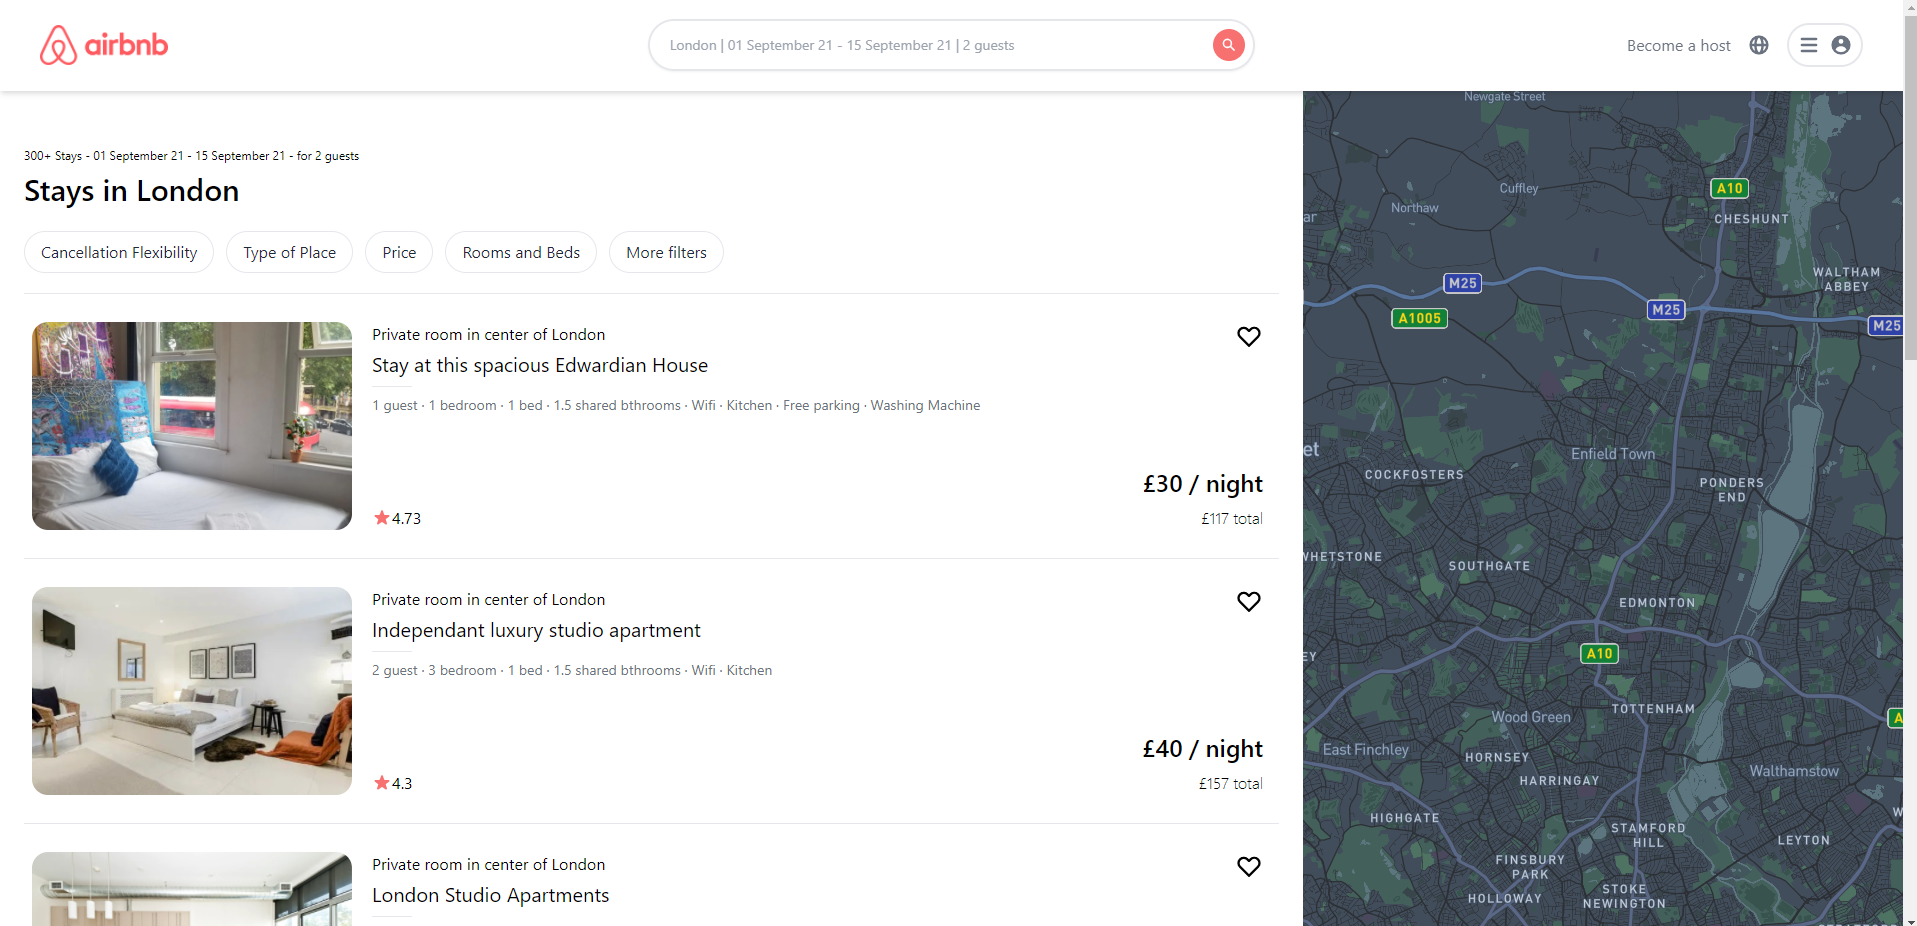 airbnb
London | 01 September 21 - 15 September 21 | 2 guests
Become a host
300+ Stays - 01 September 21 - 15 September 21 - for 2 guests
Stays in London
Cancellation Flexibility
Type of Place
Price
Rooms and Beds
More filters
Private room in center of London
Stay at this spacious Edwardian House
1 guest · 1 bedroom · 1 bed · 1.5 shared bthrooms · Wifi · Kitchen · Free parking · Washing Machine
£30 / night
4.73
£117 total
Private room in center of London
Independant luxury studio apartment
2 guest · 3 bedroom · 1 bed · 1.5 shared bthrooms · Wifi · Kitchen
£40 / night
4.3
£157 total
Private room in center of London
London Studio Apartments
Newgate Street
Cuffley
A10
Northaw
ar
CHESHUNT
WALTHAM
ABBEY
M25
M25
A1005
M25
et
Enfield Town
COCKFOSTERS
PONDERS
END
WHETSTONE
SOUTHGATE
EDMONTON
EY
A10
TOTTENHAM
Wood Green
A
East Finchley
HORNSEY
Walthamstow
HARRINGAY
W
HIGHGATE
STAMFORD
HILL
LEYTON
FINSBURY
PARK
STOKE
NEWINGTON
HOLLOWAY